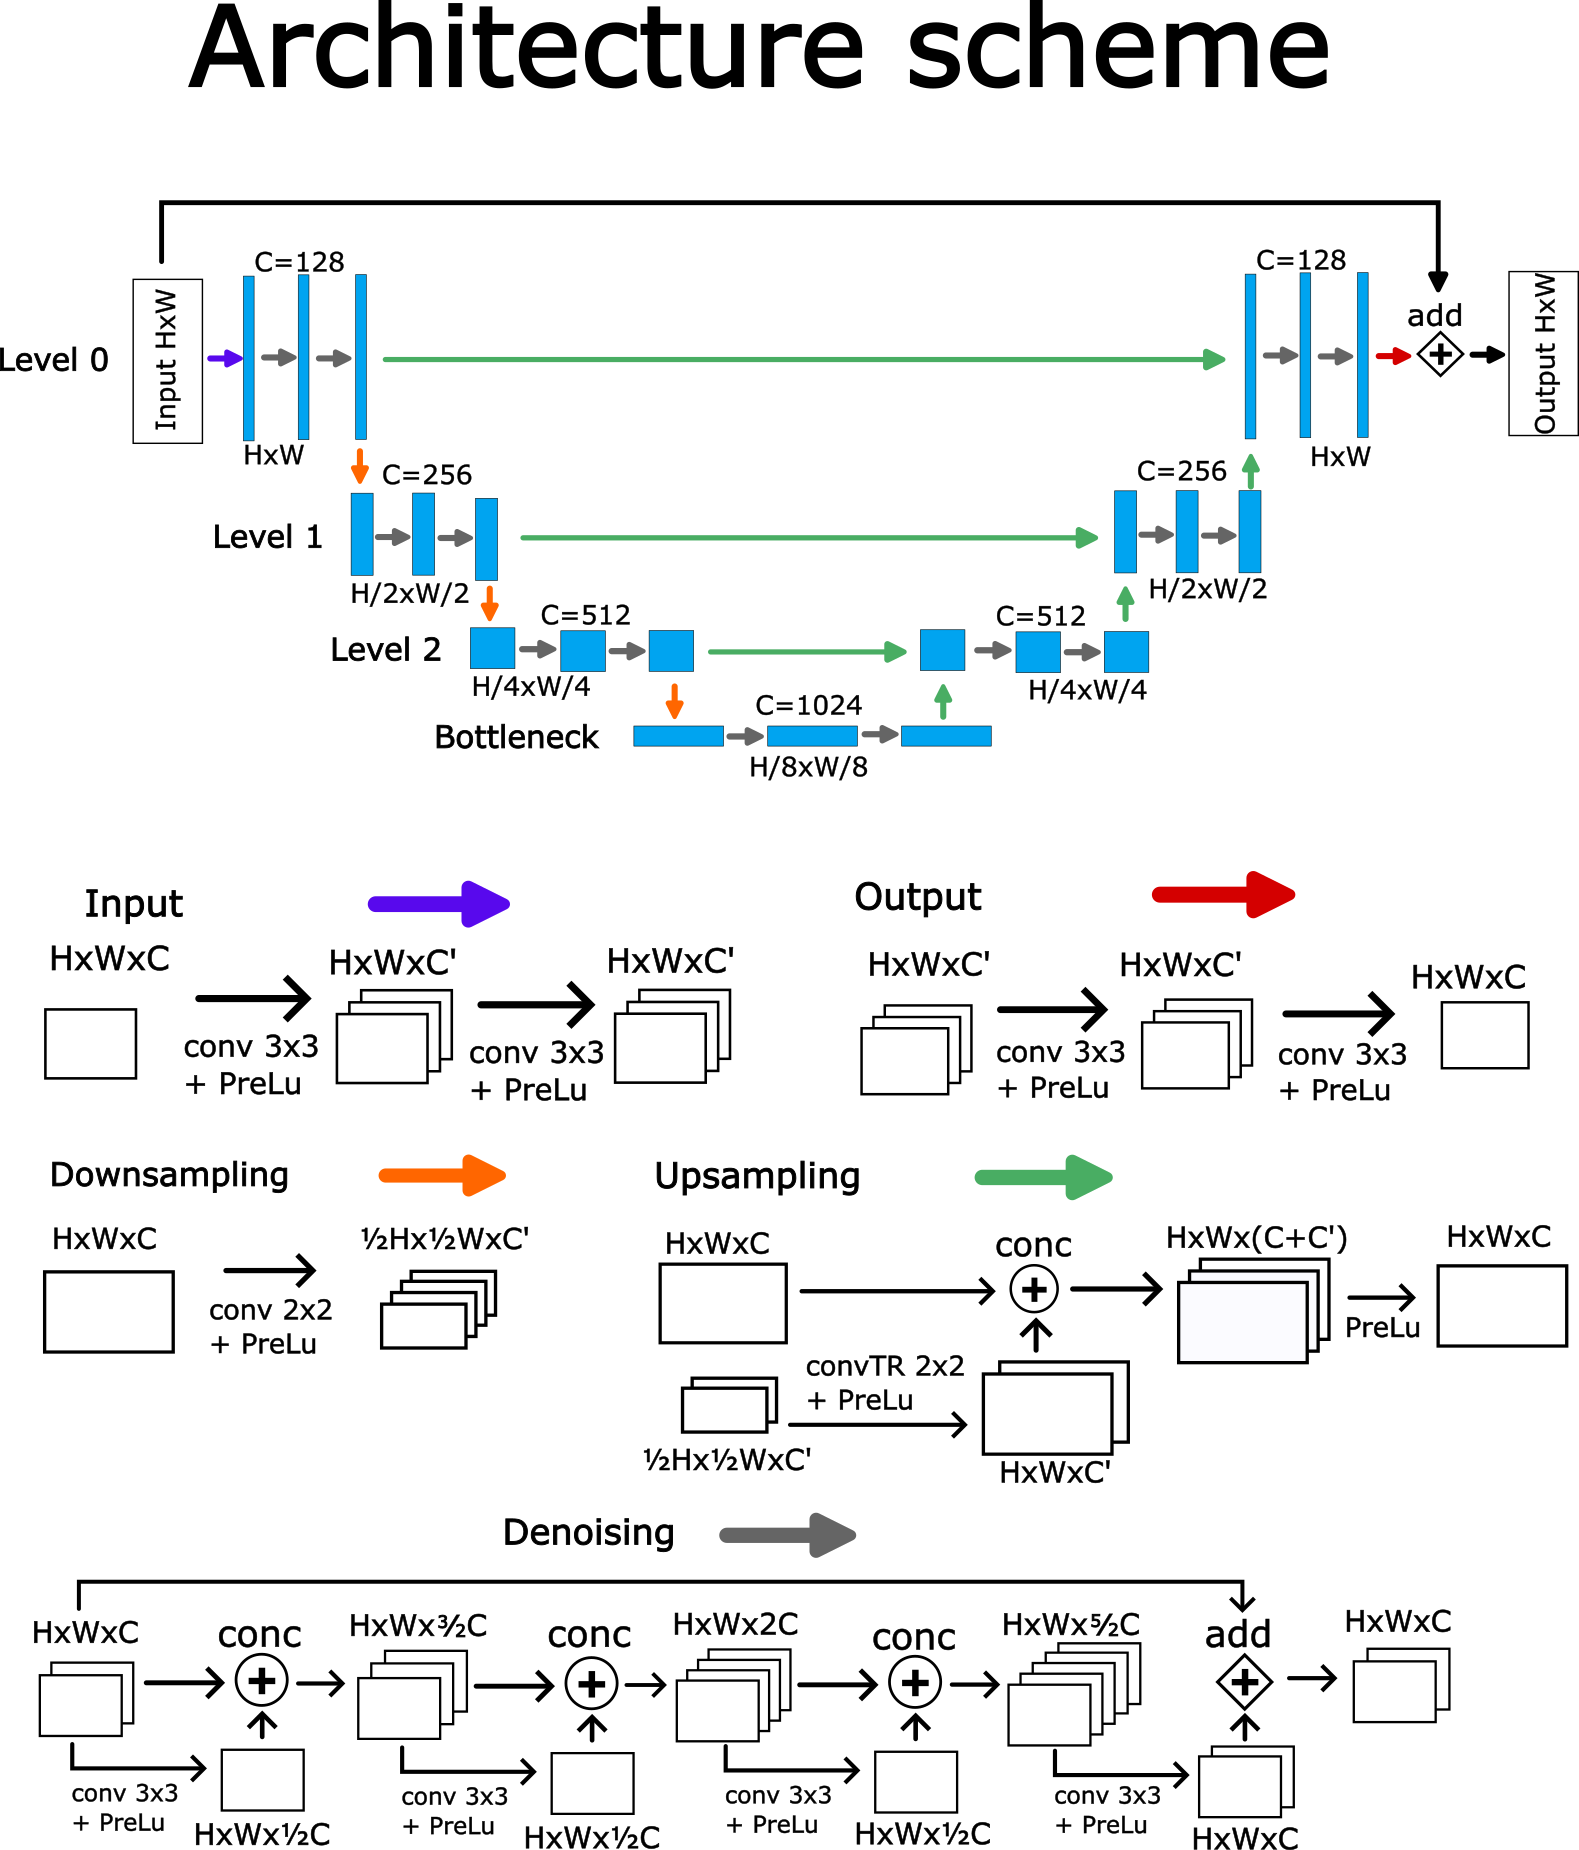 Architecture scheme
C=128
C=128
add
Level 0
Input HxW
Output HxW
HxW
HxW
C=256
C=256
Level 1
H/2xW/2
H/2xW/2
C=512
C=512
Level 2
H/4xW/4
H/4xW/4
C=1024
Bottleneck
H/8xW/8
Input
HxWxC
HxWxC'
HxWxC'
conv 3x3
+ PreLu
conv 3x3
+ PreLu
Output
HxWxC'
HxWxC'
HxWxC
conv 3x3
+ PreLu
conv 3x3
+ PreLu
Downsampling
HxWxC
½Hx½WxC'
conv 2x2
+ PreLu
Upsampling
HxWxC
conc
HxWx(C+C')
HxWxC
PreLu
convTR 2x2
+ PreLu
½Hx½WxC'
HxWxC'
Denoising
HxWxC
conc
HxWx³⁄₂C
conc
HxWx2C
conc
HxWx⁵⁄₂C
add
HxWxC
conv 3x3
+ PreLu
HxWx½C
conv 3x3
+ PreLu
HxWx½C
conv 3x3
+ PreLu
HxWx½C
conv 3x3
+ PreLu
HxWxC